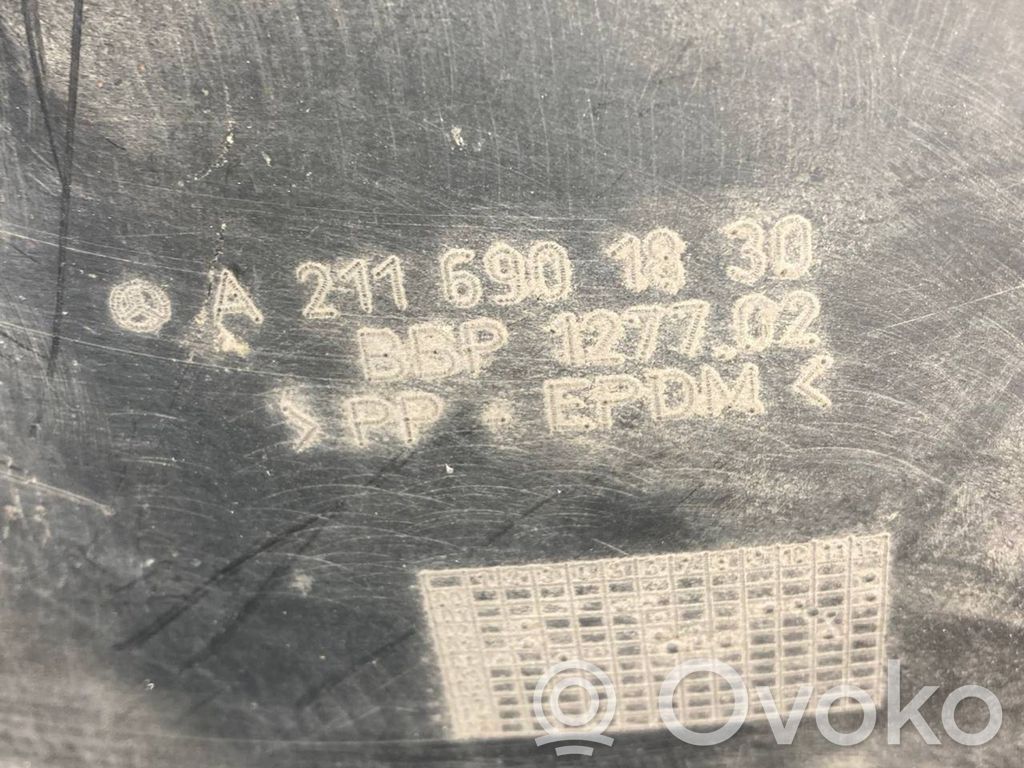 A 211 690 18 30
BBP 1277.02
>PP + EPDM<
Ovoko